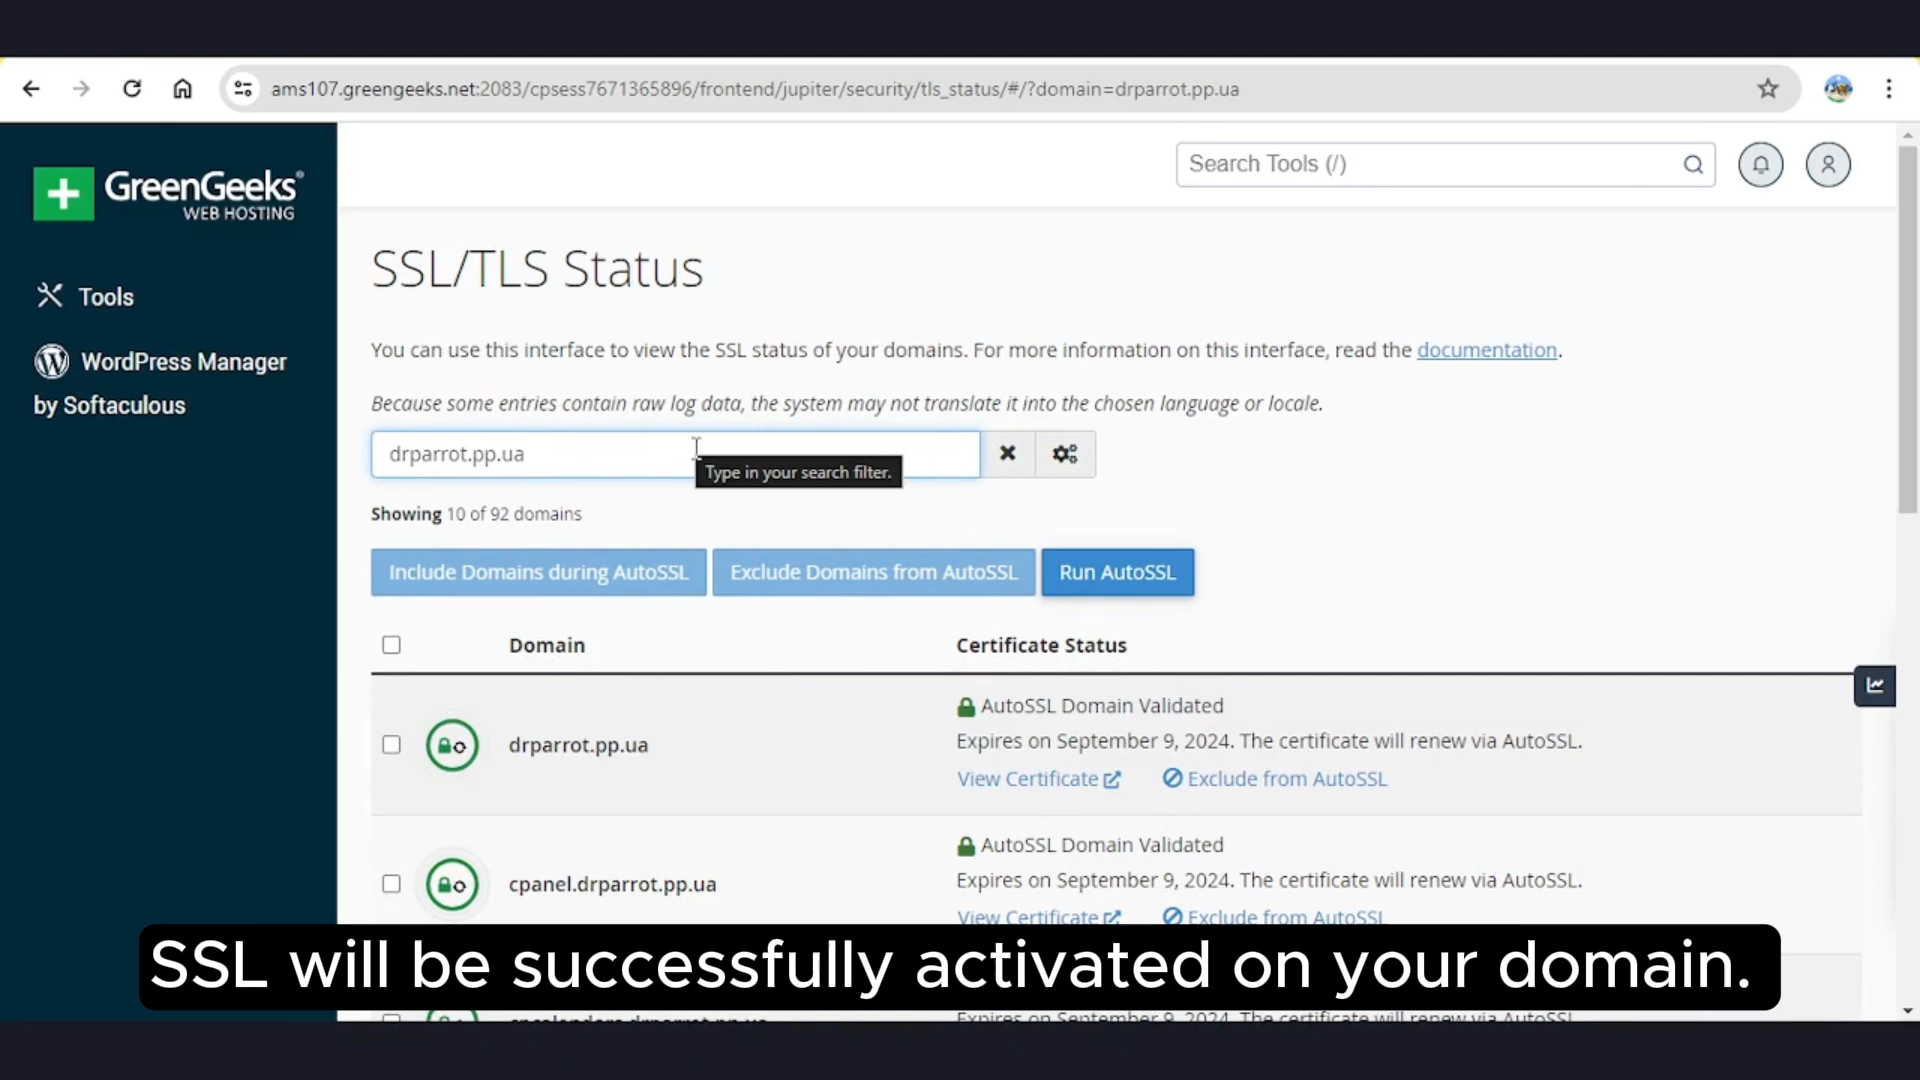 ams107.greengeeks.net:2083/cpsess7671365896/frontend/jupiter/security/tls_status/#/?domain=drparrot.pp.ua
GreenGeeks®
WEB HOSTING
Search Tools (/)
Tools
WordPress Manager
by Softaculous
SSL/TLS Status
You can use this interface to view the SSL status of your domains. For more information on this interface, read the documentation.
Because some entries contain raw log data, the system may not translate it into the chosen language or locale.
drparrot.pp.ua
Type in your search filter.
Showing 10 of 92 domains
Include Domains during AutoSSL
Exclude Domains from AutoSSL
Run AutoSSL
Domain
Certificate Status
drparrot.pp.ua
AutoSSL Domain Validated
Expires on September 9, 2024. The certificate will renew via AutoSSL.
View Certificate
Exclude from AutoSSL
cpanel.drparrot.pp.ua
AutoSSL Domain Validated
Expires on September 9, 2024. The certificate will renew via AutoSSL.
View Certificate
Exclude from AutoSSL
SSL will be successfully activated on your domain.